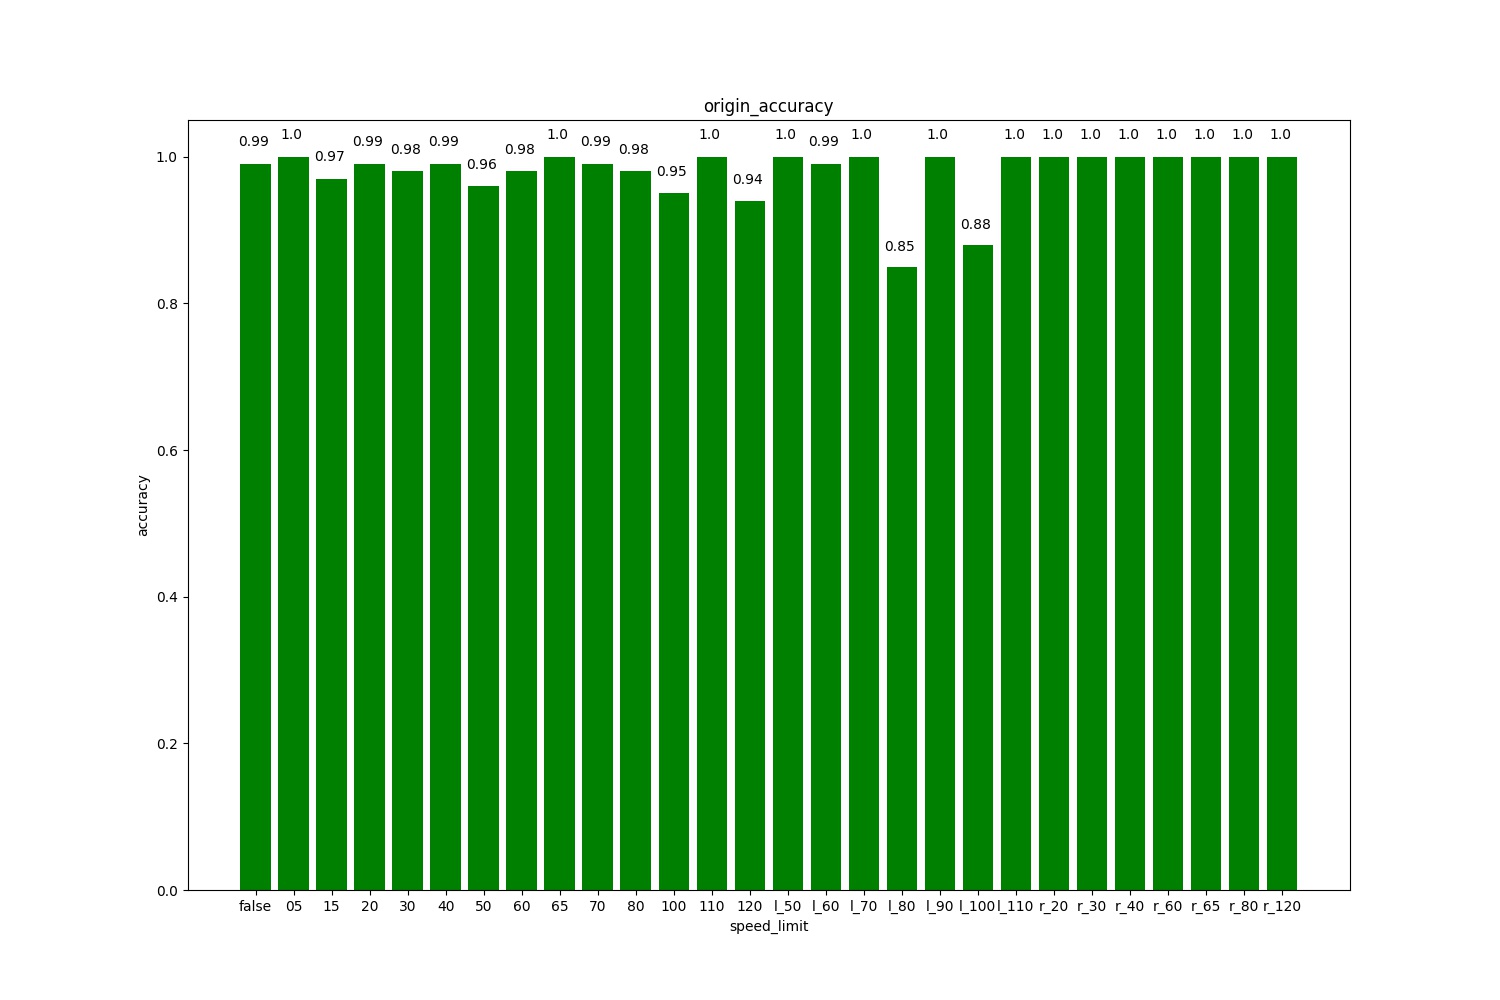 origin_accuracy
0.99 1.0 0.97 0.99 0.98 0.99 0.96 0.98 1.0 0.99 0.98 0.95 1.0 0.94 1.0 0.99 1.0 0.85 1.0 0.88 1.0 1.0 1.0 1.0 1.0 1.0 1.0 1.0
1.0
0.8
0.6
0.4
0.2
0.0
accuracy
false 05 15 20 30 40 50 60 65 70 80 100 110 120 l_50 l_60 l_70 l_80 l_90 l_100 l_110 r_20 r_30 r_40 r_60 r_65 r_80 r_120
speed_limit